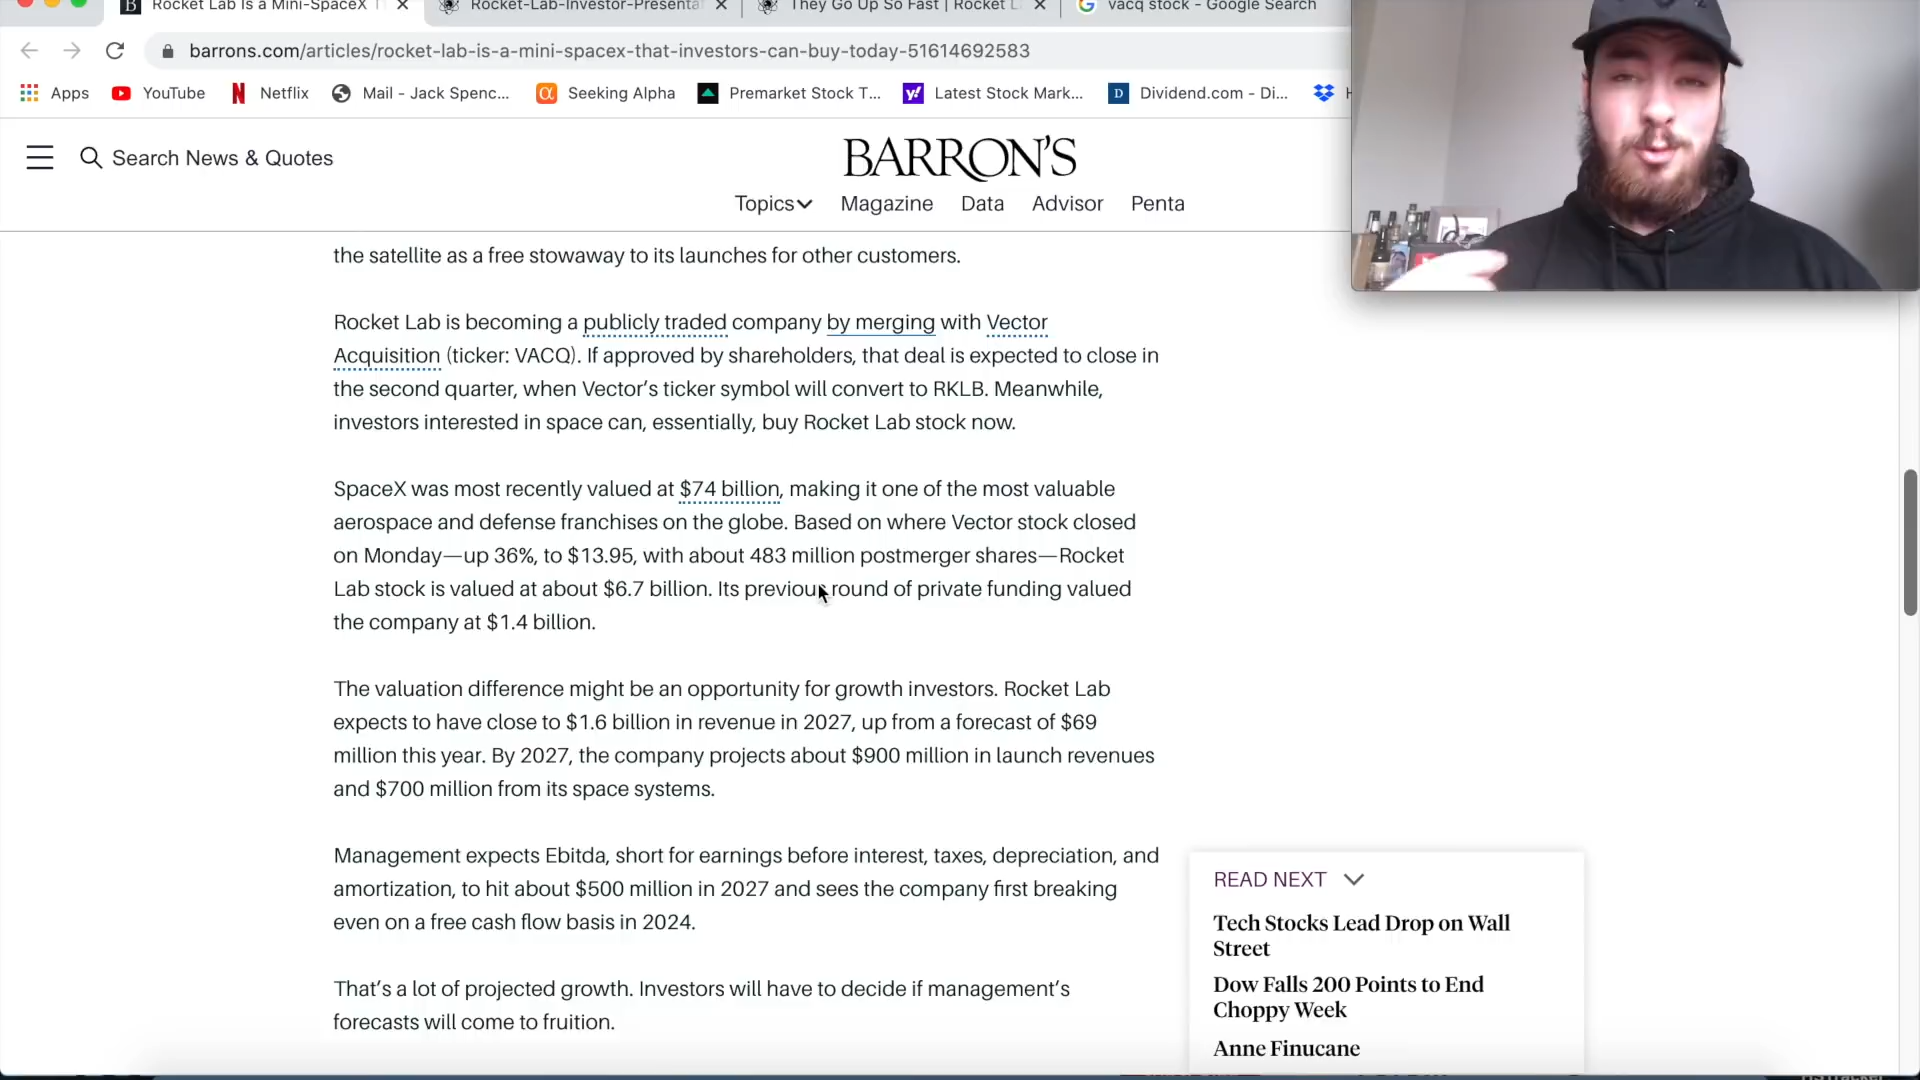 Rocket Lab Is a Mini-SpaceX
Rocket-Lab-Investor-Presenta
They Go Up So Fast | Rocket L
vacq stock - Google Search
barrons.com/articles/rocket-lab-is-a-mini-spacex-that-investors-can-buy-today-51614692583
Apps
YouTube
Netflix
Mail - Jack Spenc...
Seeking Alpha
Premarket Stock T...
Latest Stock Mark...
Dividend.com - Di...
Search News & Quotes
BARRON'S
Topics
Magazine
Data
Advisor
Penta
the satellite as a free stowaway to its launches for other customers.
Rocket Lab is becoming a publicly traded company by merging with Vector
Acquisition (ticker: VACQ). If approved by shareholders, that deal is expected to close in
the second quarter, when Vector's ticker symbol will convert to RKLB. Meanwhile,
investors interested in space can, essentially, buy Rocket Lab stock now.
SpaceX was most recently valued at $74 billion, making it one of the most valuable
aerospace and defense franchises on the globe. Based on where Vector stock closed
on Monday—up 36%, to $13.95, with about 483 million postmerger shares—Rocket
Lab stock is valued at about $6.7 billion. Its previous round of private funding valued
the company at $1.4 billion.
The valuation difference might be an opportunity for growth investors. Rocket Lab
expects to have close to $1.6 billion in revenue in 2027, up from a forecast of $69
million this year. By 2027, the company projects about $900 million in launch revenues
and $700 million from its space systems.
Management expects Ebitda, short for earnings before interest, taxes, depreciation, and
amortization, to hit about $500 million in 2027 and sees the company first breaking
even on a free cash flow basis in 2024.
That's a lot of projected growth. Investors will have to decide if management's
forecasts will come to fruition.
READ NEXT
Tech Stocks Lead Drop on Wall
Street
Dow Falls 200 Points to End
Choppy Week
Anne Finucane